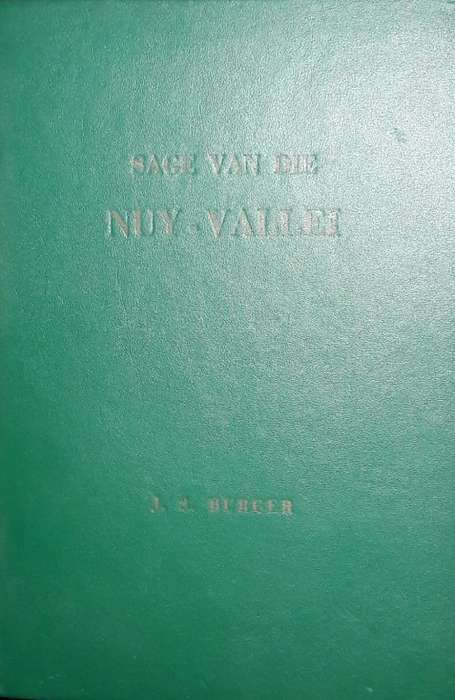 SAGE VAN DIE
NUY-VALLEI
J. S. BURGER